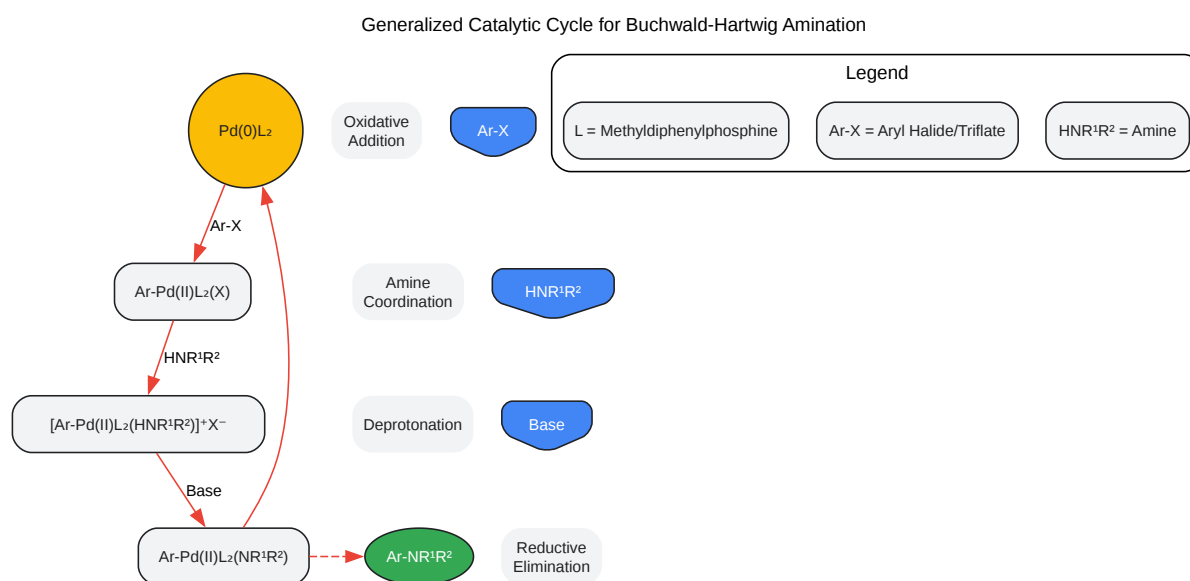 Generalized Catalytic Cycle for Buchwald-Hartwig Amination
Legend
L = Methyldiphenylphosphine
Ar-X = Aryl Halide/Triflate
HNR¹R² = Amine
Pd(0)L₂
Oxidative
Addition
Ar-X
Ar-X
Ar-Pd(II)L₂(X)
Amine
Coordination
HNR¹R²
HNR¹R²
[Ar-Pd(II)L₂(HNR¹R²)]⁺X⁻
Deprotonation
Base
Base
Ar-Pd(II)L₂(NR¹R²)
Ar-NR¹R²
Reductive
Elimination